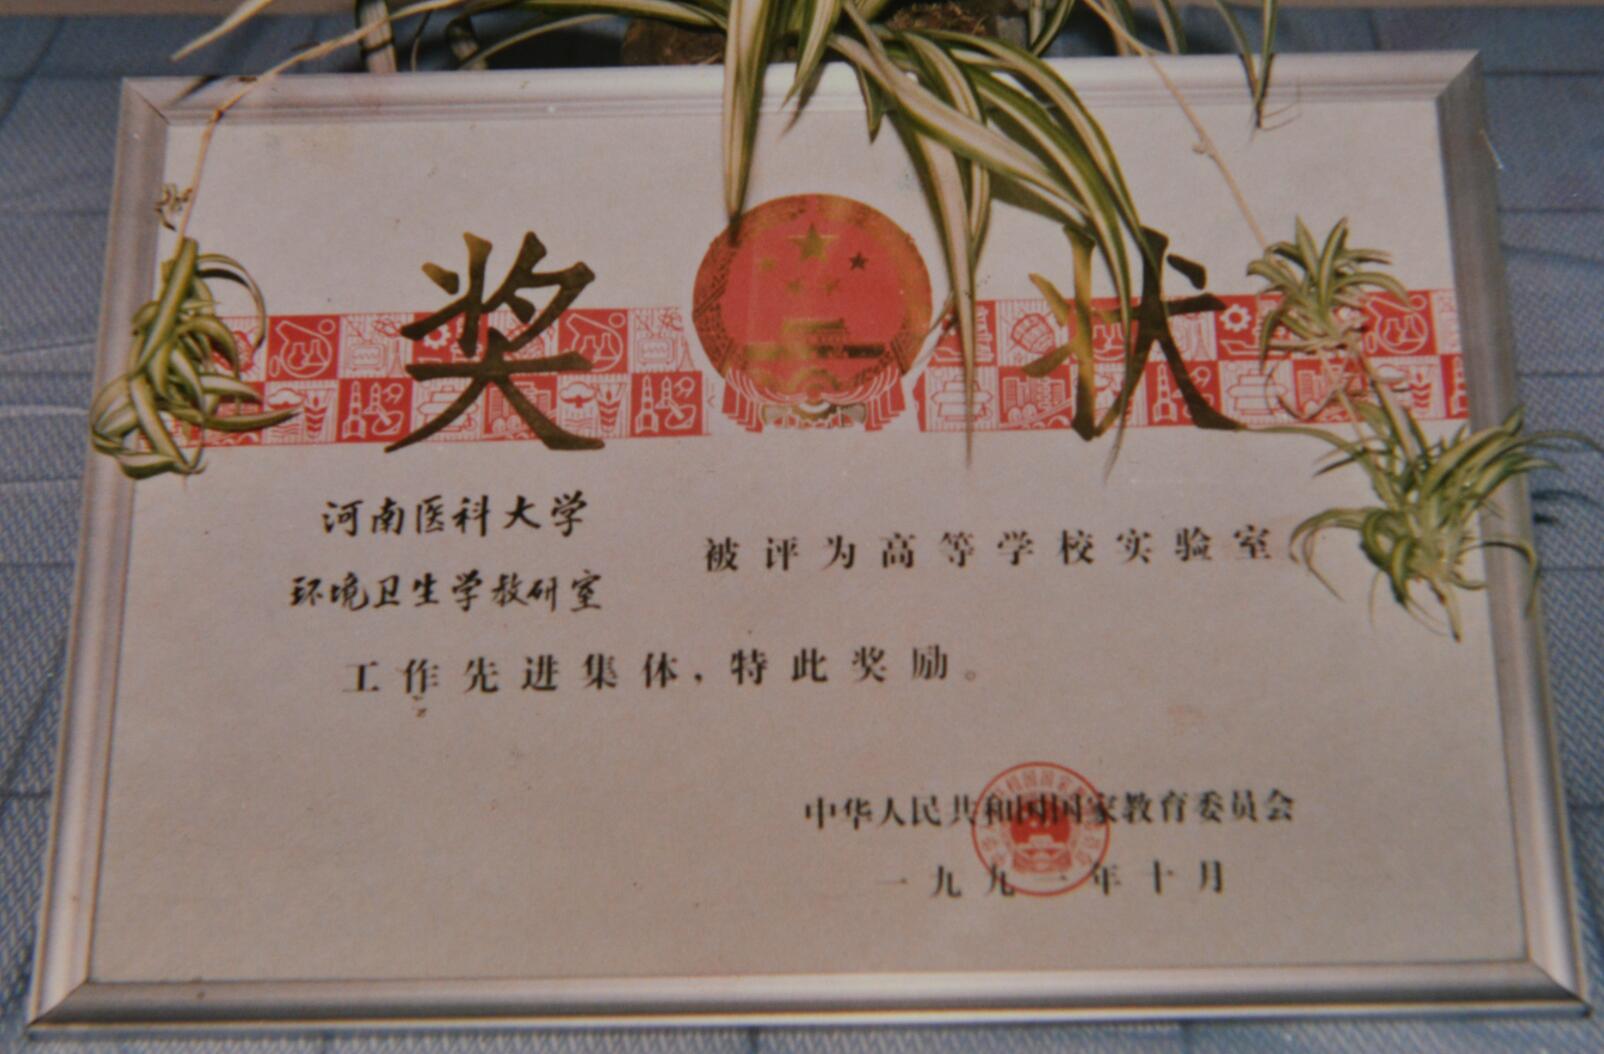 奖状
河南医科大学
环境卫生学教研室
被评为高等学校实验室
工作先进集体，特此奖励。
中华人民共和国国家教育委员会
一九九一年十月